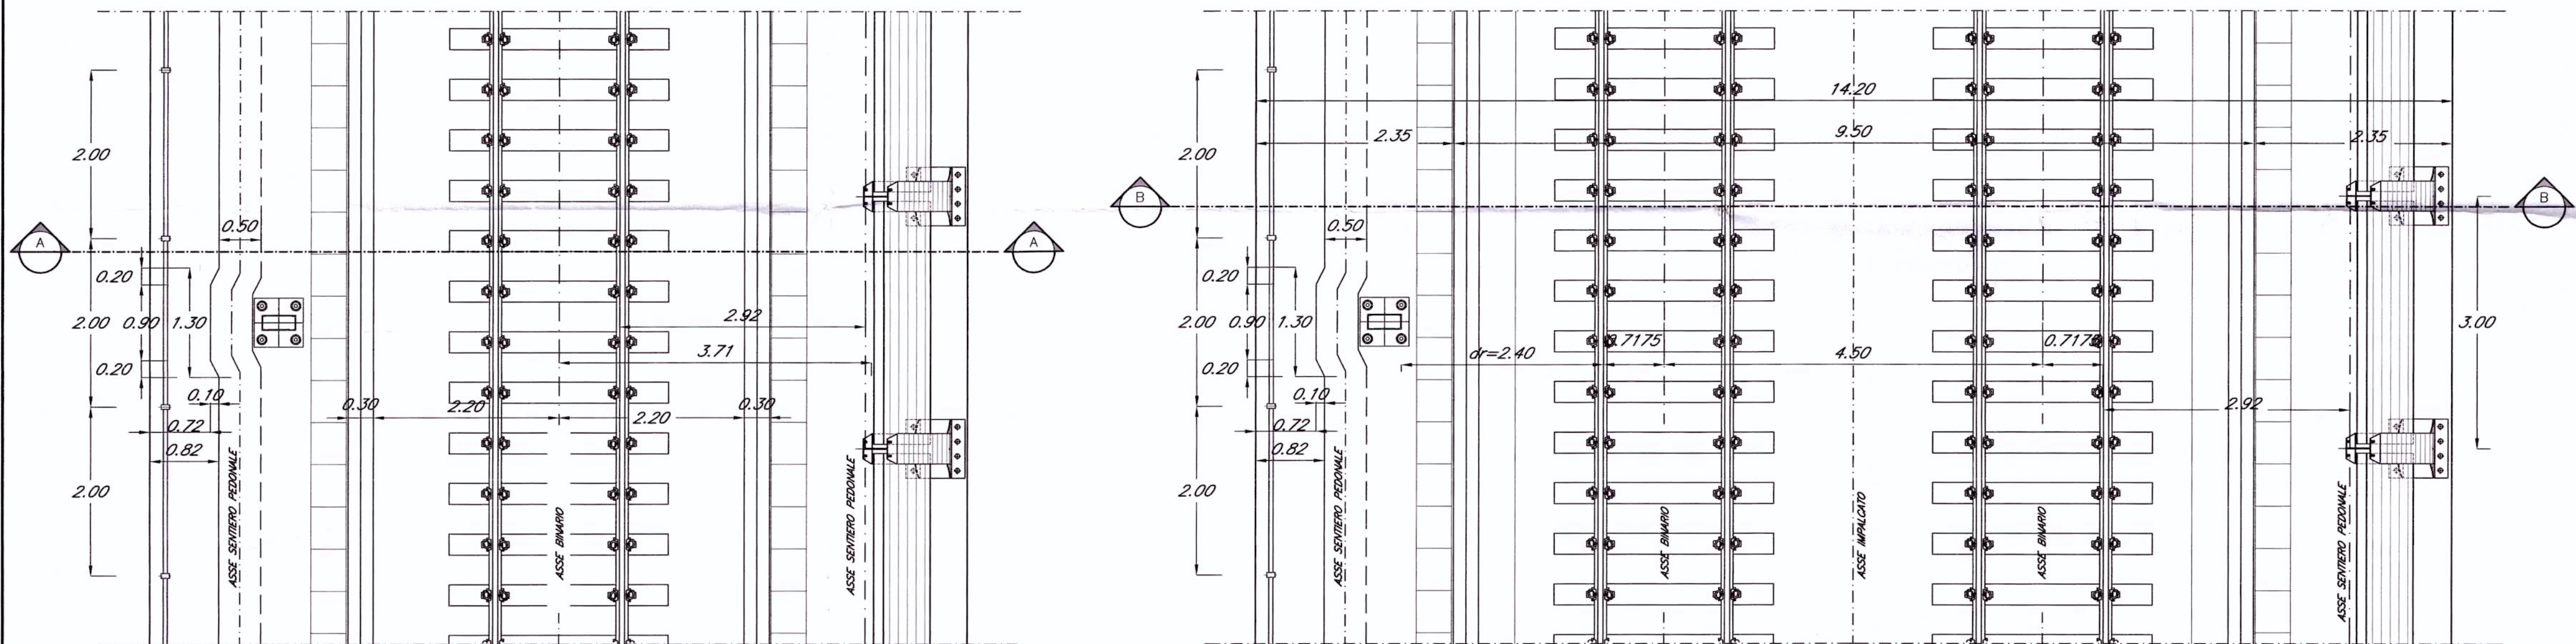 2.00
0.50
A
A
0.20
2.00
0.90
1.30
2.92
3.71
0.20
0.10
0.30
2.20
2.20
0.30
0.72
0.82
2.00
ASSE SENTIERO PEDONALE
ASSE BINARIO
ASSE SENTIERO PEDONALE
14.20
2.35
9.50
2.35
2.00
B
B
0.50
0.20
2.00
0.90
1.30
3.00
dr=2.40
0.7175
4.50
0.7175
0.20
0.10
2.92
0.72
0.82
2.00
ASSE SENTIERO PEDONALE
ASSE BINARIO
ASSE IMPALCATO
ASSE BINARIO
ASSE SENTIERO PEDONALE